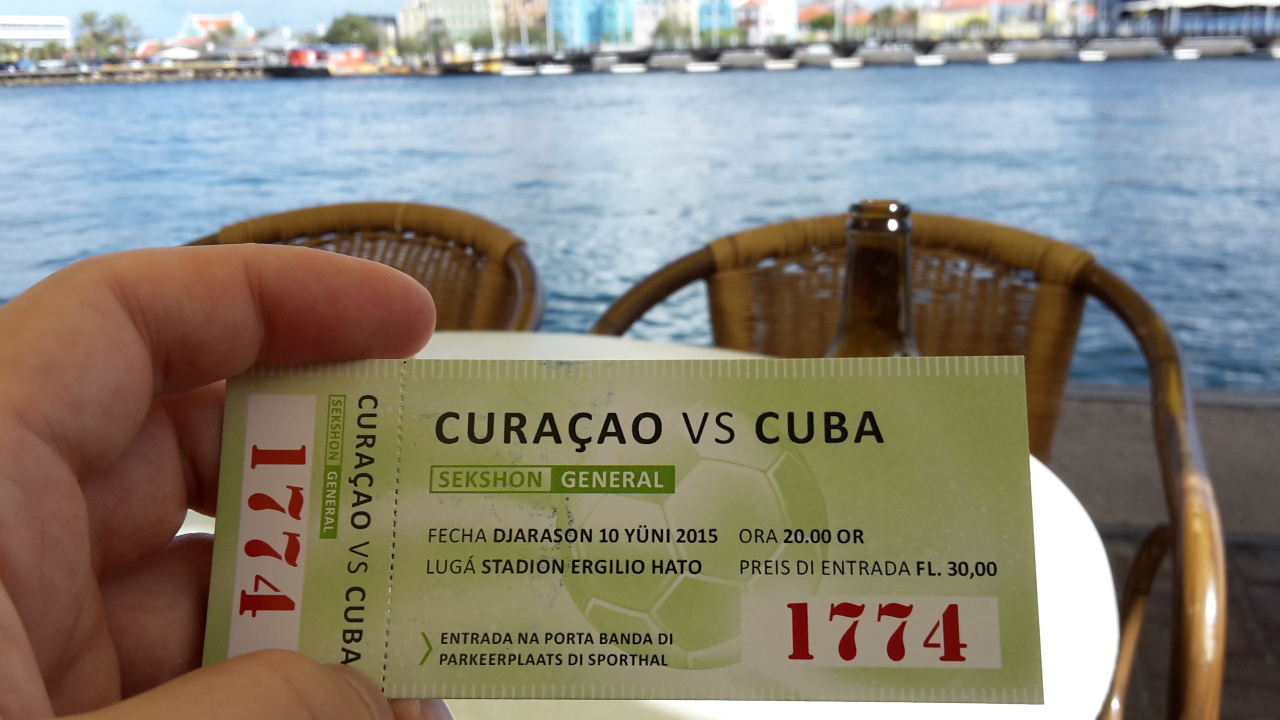 1774
SEKSHON GENERAL
CURAÇAO VS CUBA
CURAÇAO VS CUBA
SEKSHON GENERAL
FECHA DJARASON 10 YÜNI 2015 ORA 20.00 OR
LUGÁ STADION ERGILIO HATO PREIS DI ENTRADA FL. 30,00
ENTRADA NA PORTA BANDA DI
PARKEERPLAATS DI SPORTHAL
1774